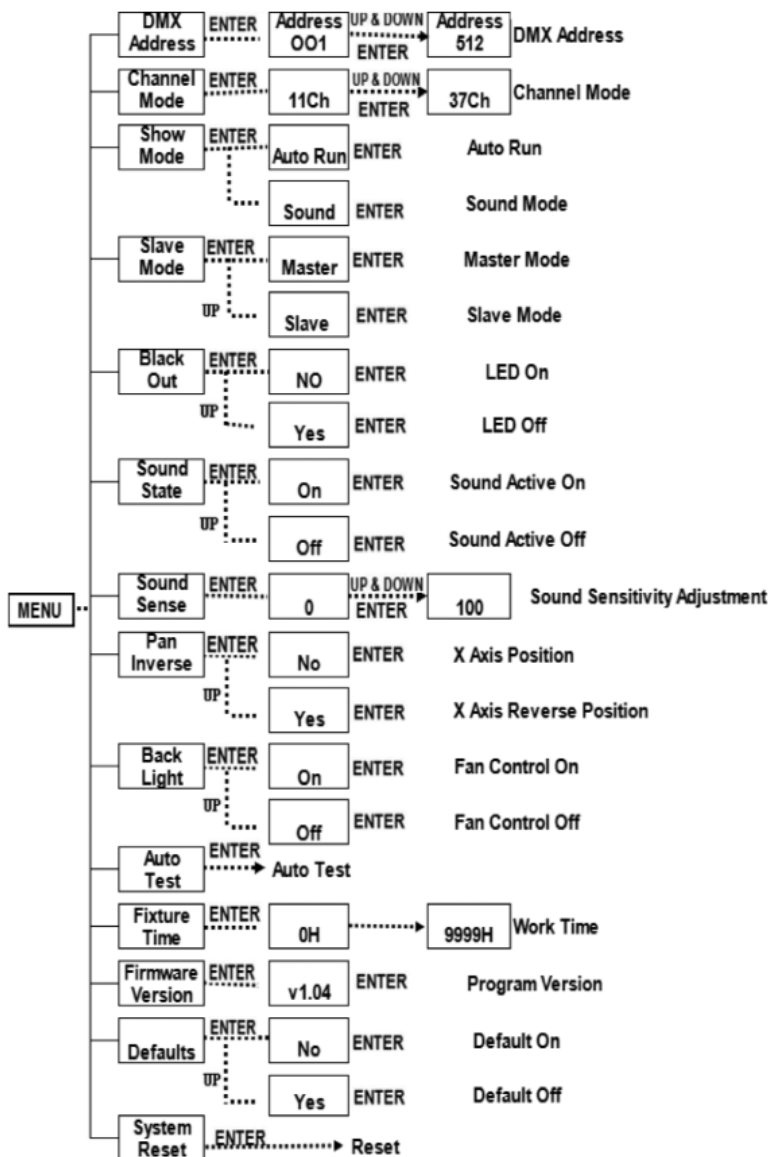 DMX Address ENTER Address OO1 UP & DOWN ENTER Address 512 DMX Address
Channel Mode ENTER 11Ch UP & DOWN ENTER 37Ch Channel Mode
Show Mode ENTER Auto Run ENTER Auto Run
Sound ENTER Sound Mode
Slave Mode ENTER Master ENTER Master Mode
UP Slave ENTER Slave Mode
Black Out ENTER NO ENTER LED On
UP Yes ENTER LED Off
Sound State ENTER On ENTER Sound Active On
UP Off ENTER Sound Active Off
MENU
Sound Sense ENTER 0 UP & DOWN ENTER 100 Sound Sensitivity Adjustment
Pan Inverse ENTER No ENTER X Axis Position
UP Yes ENTER X Axis Reverse Position
Back Light ENTER On ENTER Fan Control On
UP Off ENTER Fan Control Off
Auto Test ENTER Auto Test
Fixture Time ENTER 0H 9999H Work Time
Firmware Version ENTER v1.04 ENTER Program Version
Defaults ENTER No ENTER Default On
UP Yes ENTER Default Off
System Reset ENTER Reset